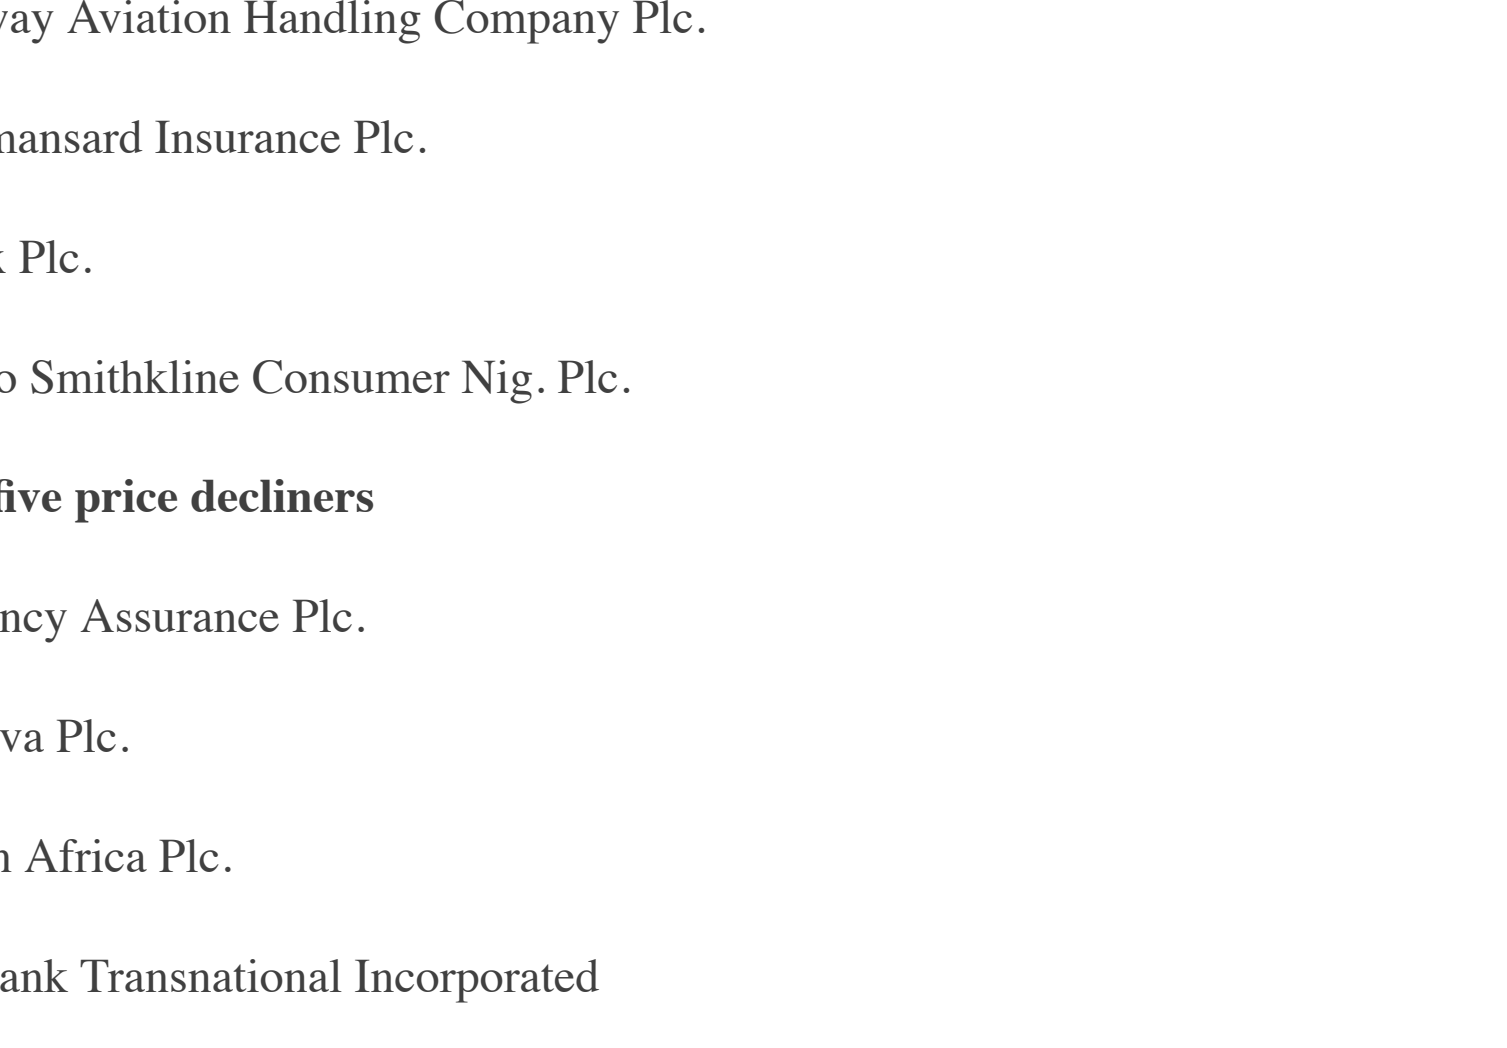 way Aviation Handling Company Plc.
mansard Insurance Plc.
k Plc.
o Smithkline Consumer Nig. Plc.
five price decliners
ncy Assurance Plc.
va Plc.
n Africa Plc.
ank Transnational Incorporated